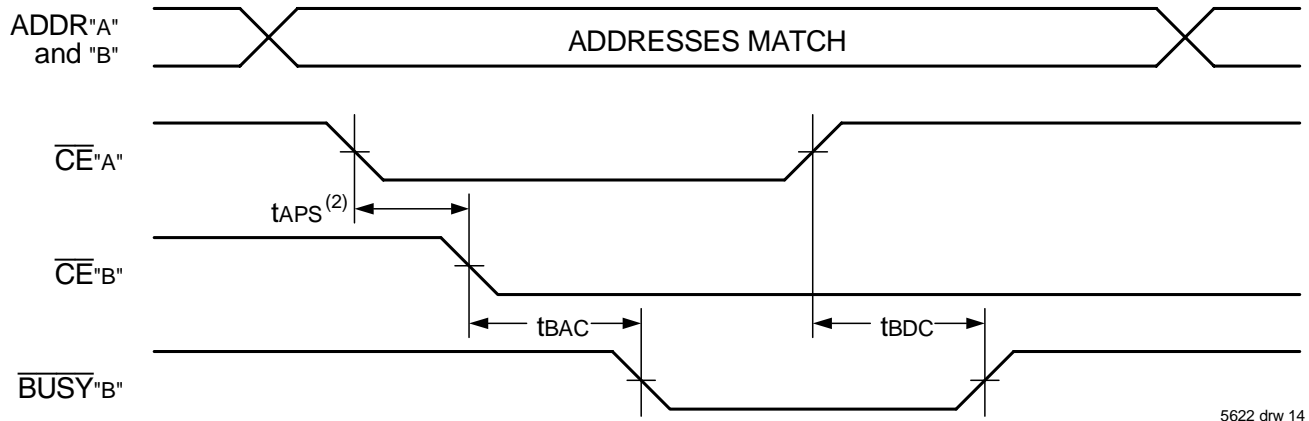 ADDR"A"
and "B"
ADDRESSES MATCH
CE"A"
tAPS(2)
CE"B"
tBAC
tBDC
BUSY"B"
5622 drw 14